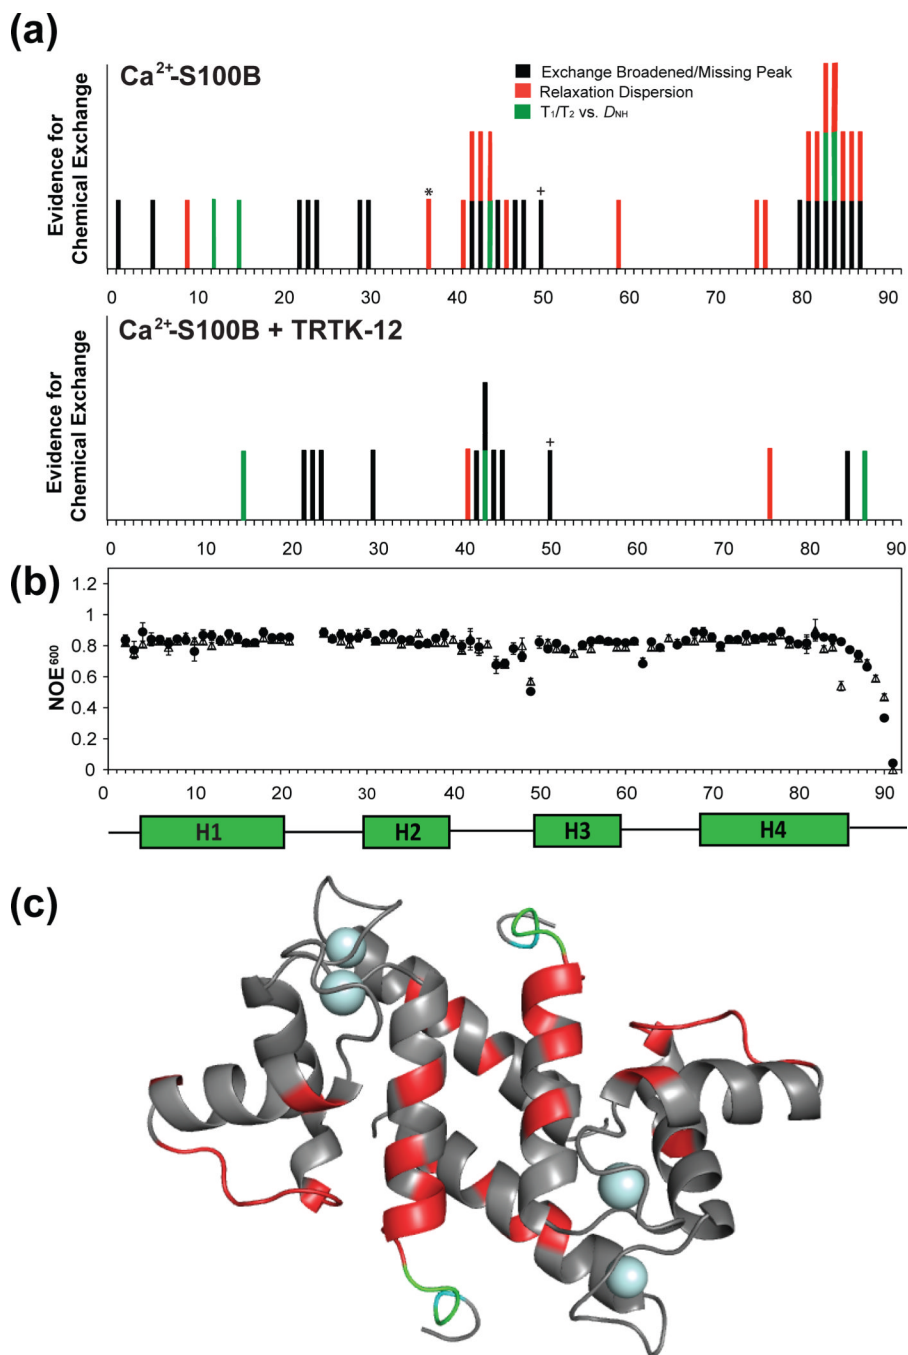 (a)
Ca²⁺-S100B
Exchange Broadened/Missing Peak
Relaxation Dispersion
T₁/T₂ vs. D_NH
Evidence for
Chemical Exchange
*
+
0 10 20 30 40 50 60 70 80 90
Ca²⁺-S100B + TRTK-12
Evidence for
Chemical Exchange
+
0 10 20 30 40 50 60 70 80 90
(b)
NOE⁶⁰⁰
1.2
1
0.8
0.6
0.4
0.2
0
0 10 20 30 40 50 60 70 80 90
H1 H2 H3 H4
(c)